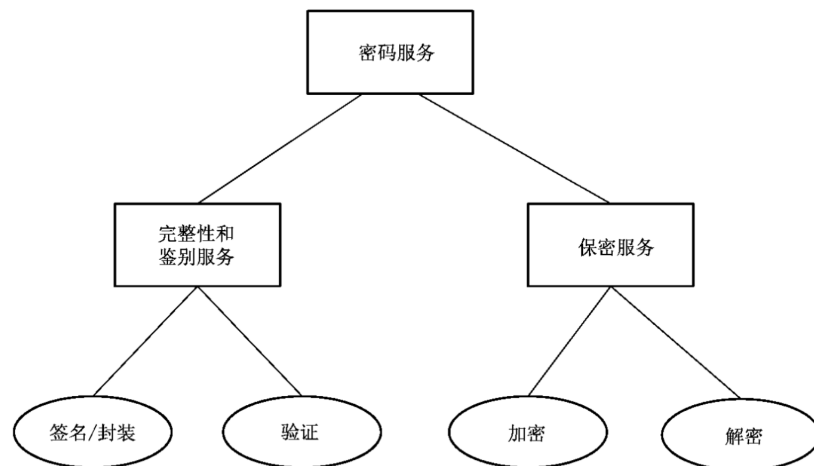 密码服务
完整性和
鉴别服务
保密服务
签名/封装
验证
加密
解密